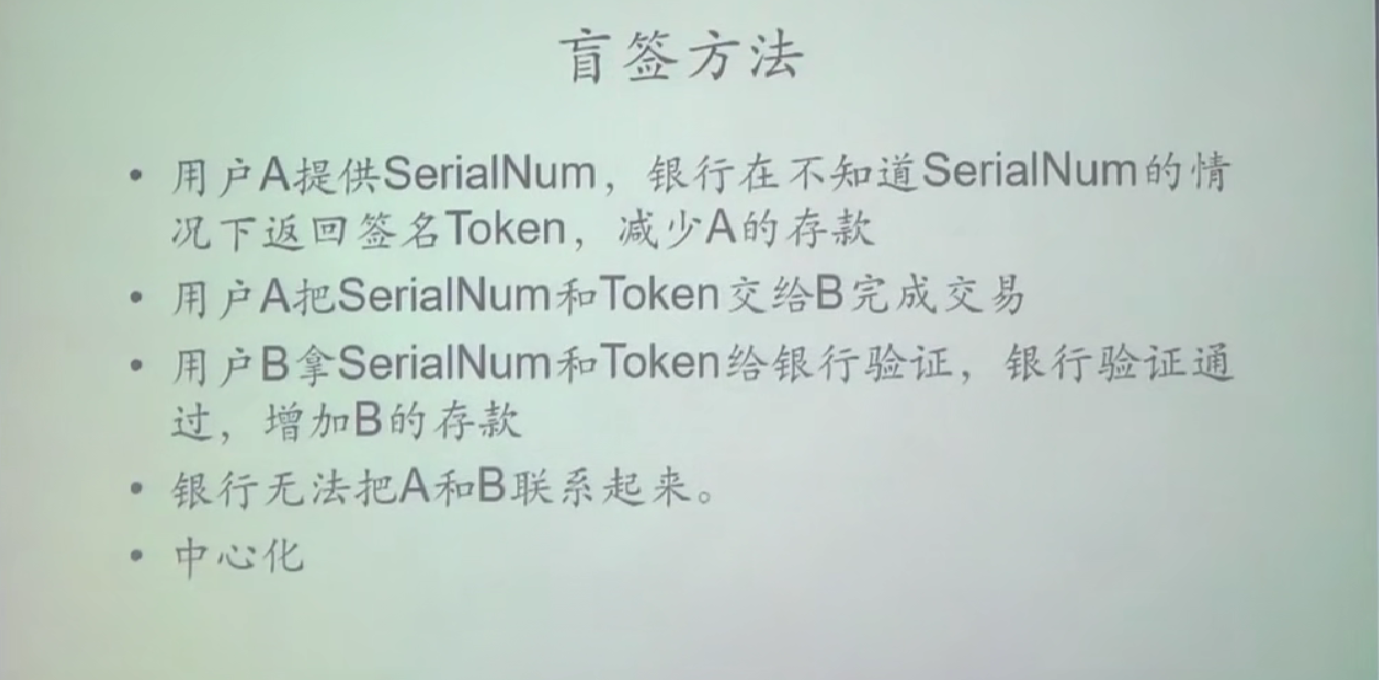 盲签方法
• 用户A提供SerialNum，银行在不知道SerialNum的情
况下返回签名Token，减少A的存款
• 用户A把SerialNum和Token交给B完成交易
• 用户B拿SerialNum和Token给银行验证，银行验证通
过，增加B的存款
• 银行无法把A和B联系起来。
• 中心化